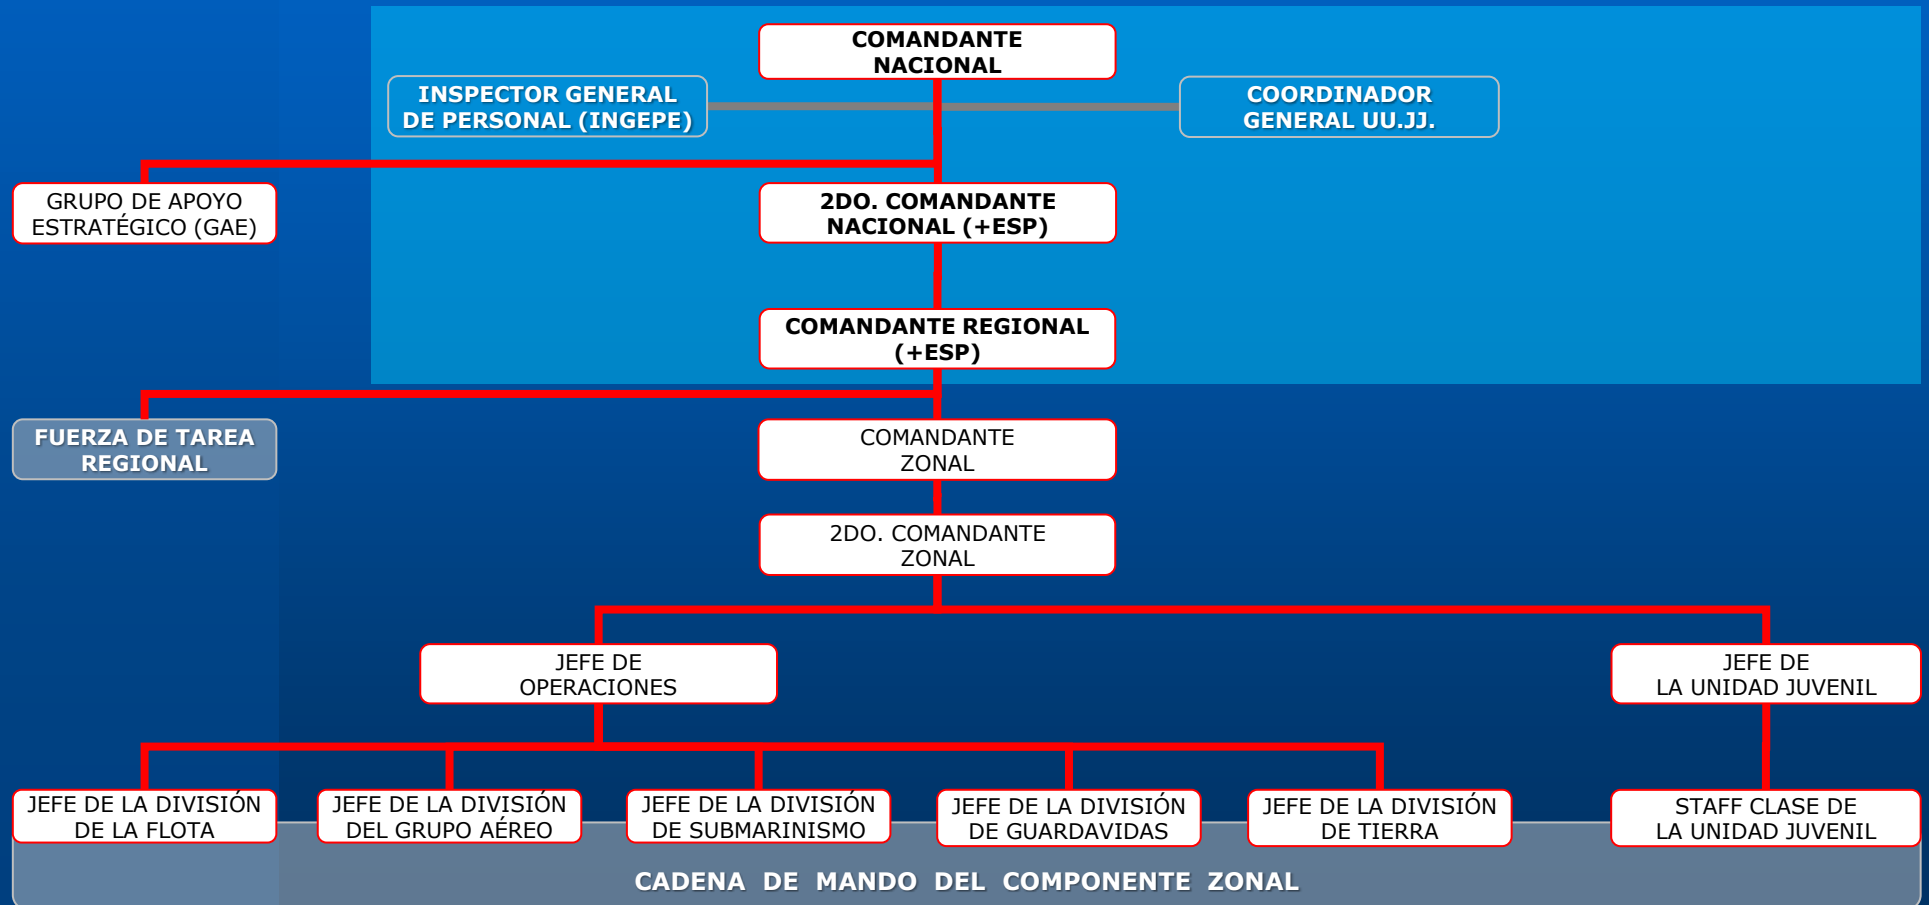 COMANDANTE
NACIONAL
INSPECTOR GENERAL
DE PERSONAL (INGEPE)
COORDINADOR
GENERAL UU.JJ.
GRUPO DE APOYO
ESTRATÉGICO (GAE)
2DO. COMANDANTE
NACIONAL (+ESP)
COMANDANTE REGIONAL
(+ESP)
FUERZA DE TAREA
REGIONAL
COMANDANTE
ZONAL
2DO. COMANDANTE
ZONAL
JEFE DE
OPERACIONES
JEFE DE
LA UNIDAD JUVENIL
JEFE DE LA DIVISIÓN
DE LA FLOTA
JEFE DE LA DIVISIÓN
DEL GRUPO AÉREO
JEFE DE LA DIVISIÓN
DE SUBMARINISMO
JEFE DE LA DIVISIÓN
DE GUARDAVIDAS
JEFE DE LA DIVISIÓN
DE TIERRA
STAFF CLASE DE
LA UNIDAD JUVENIL
CADENA DE MANDO DEL COMPONENTE ZONAL